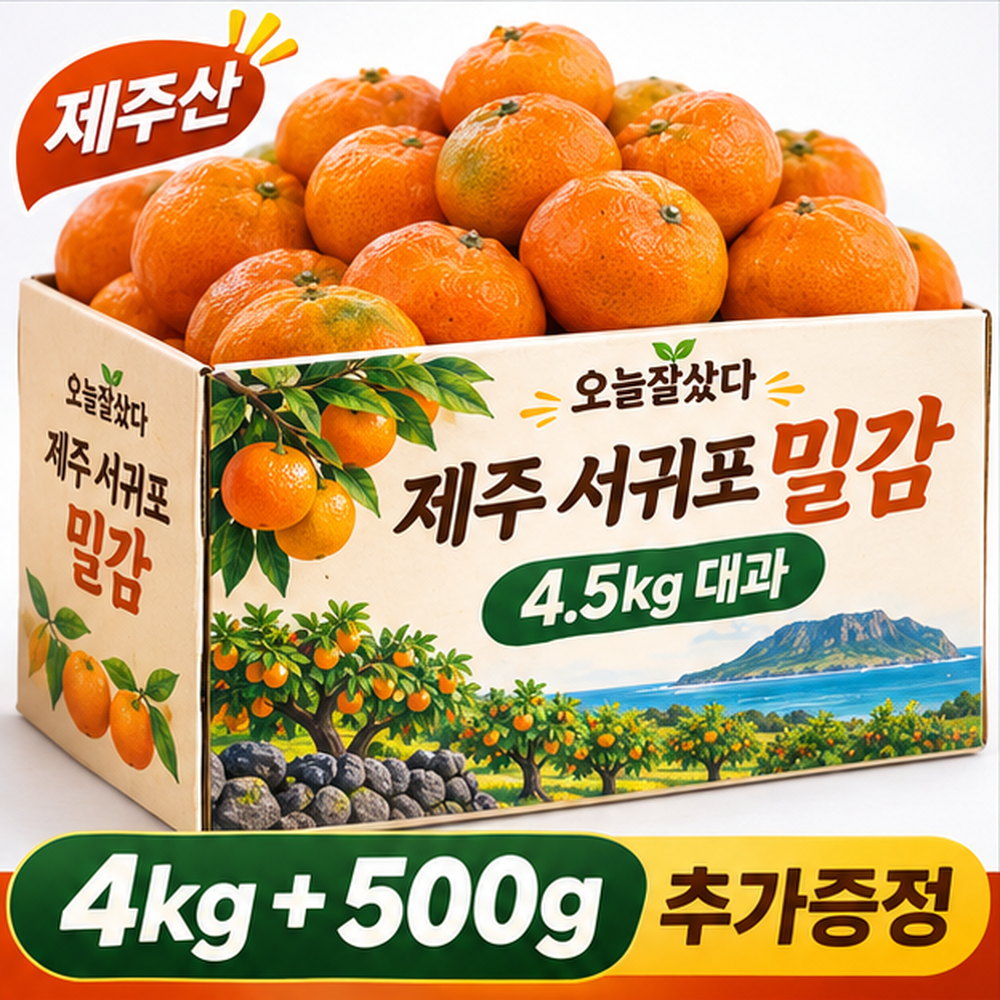 제주산
오늘잘샀다
제주 서귀포
밀감
오늘잘샀다
제주 서귀포 밀감
4.5kg 대과
4kg + 500g 추가증정